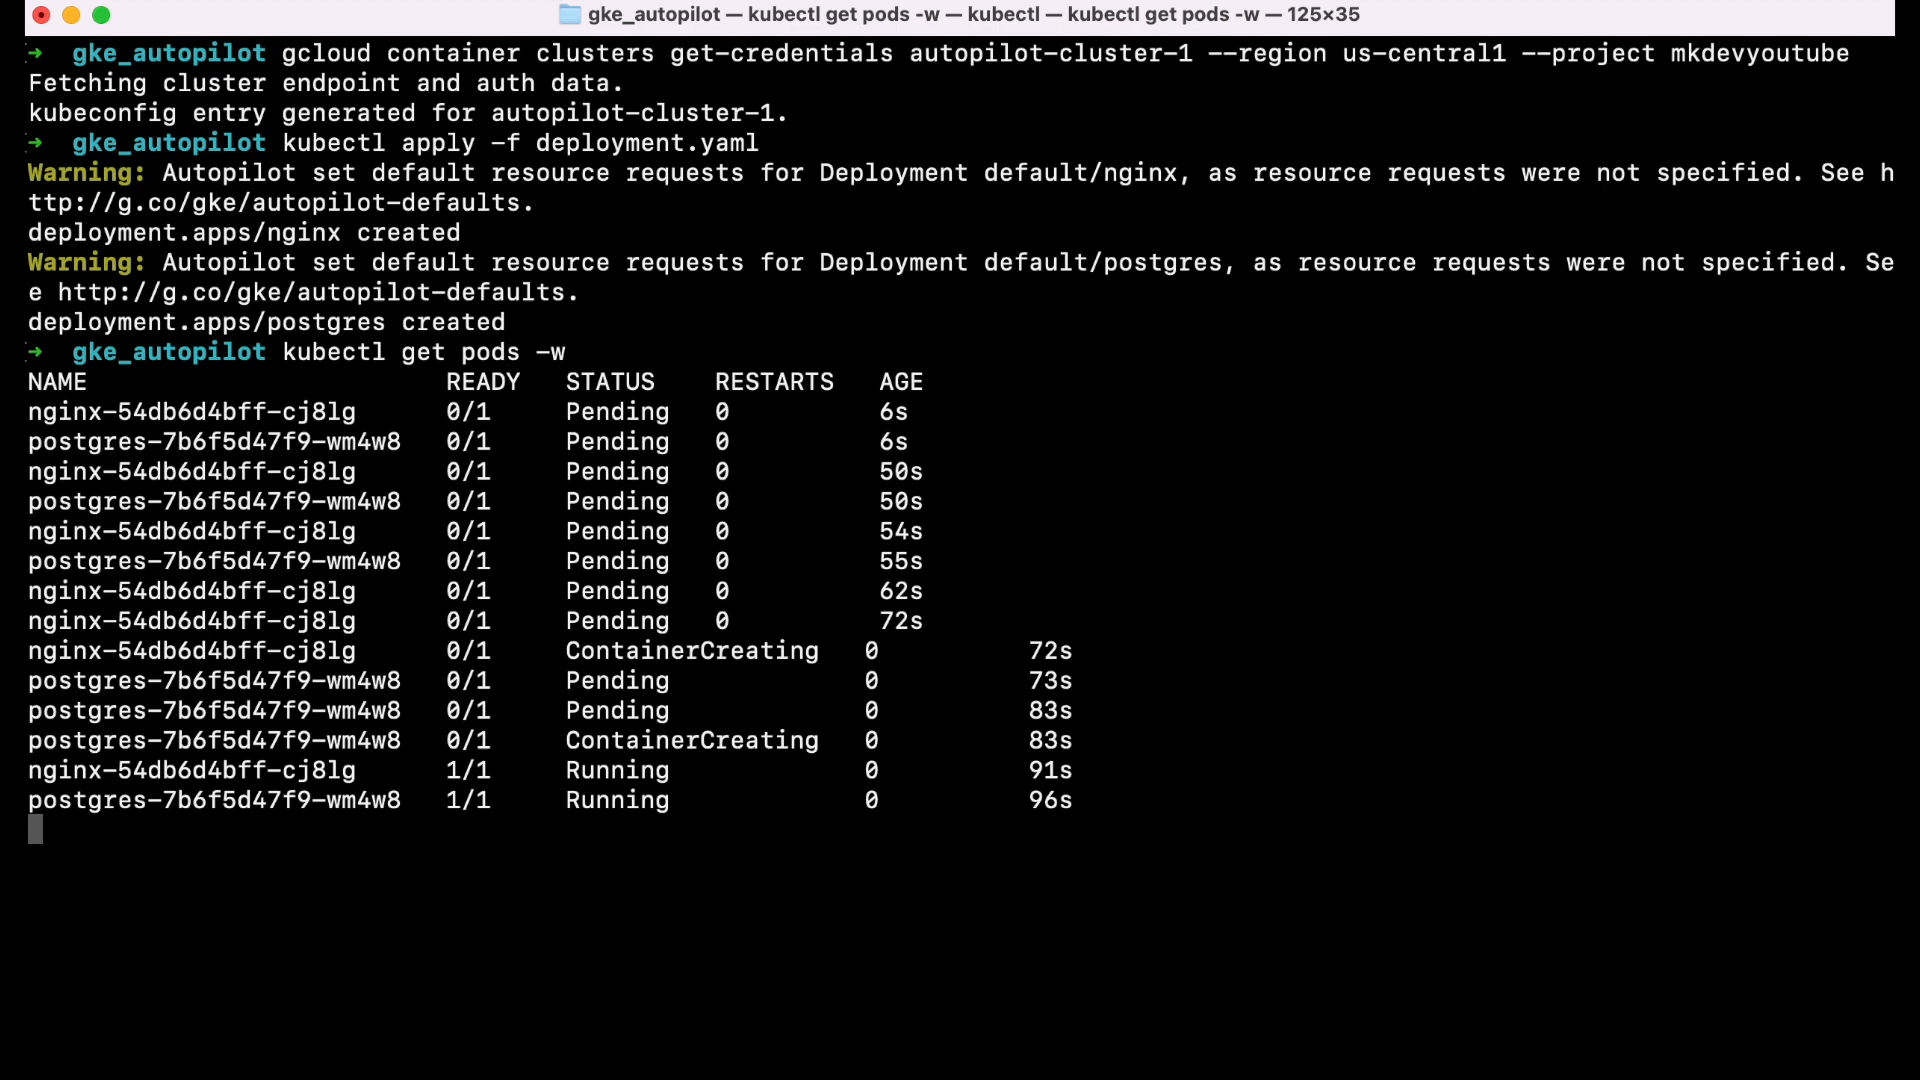 gke_autopilot — kubectl get pods -w — kubectl — kubectl get pods -w — 125×35
➜  gke_autopilot gcloud container clusters get-credentials autopilot-cluster-1 --region us-central1 --project mkdevyoutube
Fetching cluster endpoint and auth data.
kubeconfig entry generated for autopilot-cluster-1.
➜  gke_autopilot kubectl apply -f deployment.yaml
Warning: Autopilot set default resource requests for Deployment default/nginx, as resource requests were not specified. See h
ttp://g.co/gke/autopilot-defaults.
deployment.apps/nginx created
Warning: Autopilot set default resource requests for Deployment default/postgres, as resource requests were not specified. Se
e http://g.co/gke/autopilot-defaults.
deployment.apps/postgres created
➜  gke_autopilot kubectl get pods -w
NAME                        READY   STATUS    RESTARTS   AGE
nginx-54db6d4bff-cj8lg      0/1     Pending   0          6s
postgres-7b6f5d47f9-wm4w8   0/1     Pending   0          6s
nginx-54db6d4bff-cj8lg      0/1     Pending   0          50s
postgres-7b6f5d47f9-wm4w8   0/1     Pending   0          50s
nginx-54db6d4bff-cj8lg      0/1     Pending   0          54s
postgres-7b6f5d47f9-wm4w8   0/1     Pending   0          55s
nginx-54db6d4bff-cj8lg      0/1     Pending   0          62s
nginx-54db6d4bff-cj8lg      0/1     Pending   0          72s
nginx-54db6d4bff-cj8lg      0/1     ContainerCreating   0          72s
postgres-7b6f5d47f9-wm4w8   0/1     Pending             0          73s
postgres-7b6f5d47f9-wm4w8   0/1     Pending             0          83s
postgres-7b6f5d47f9-wm4w8   0/1     ContainerCreating   0          83s
nginx-54db6d4bff-cj8lg      1/1     Running             0          91s
postgres-7b6f5d47f9-wm4w8   1/1     Running             0          96s